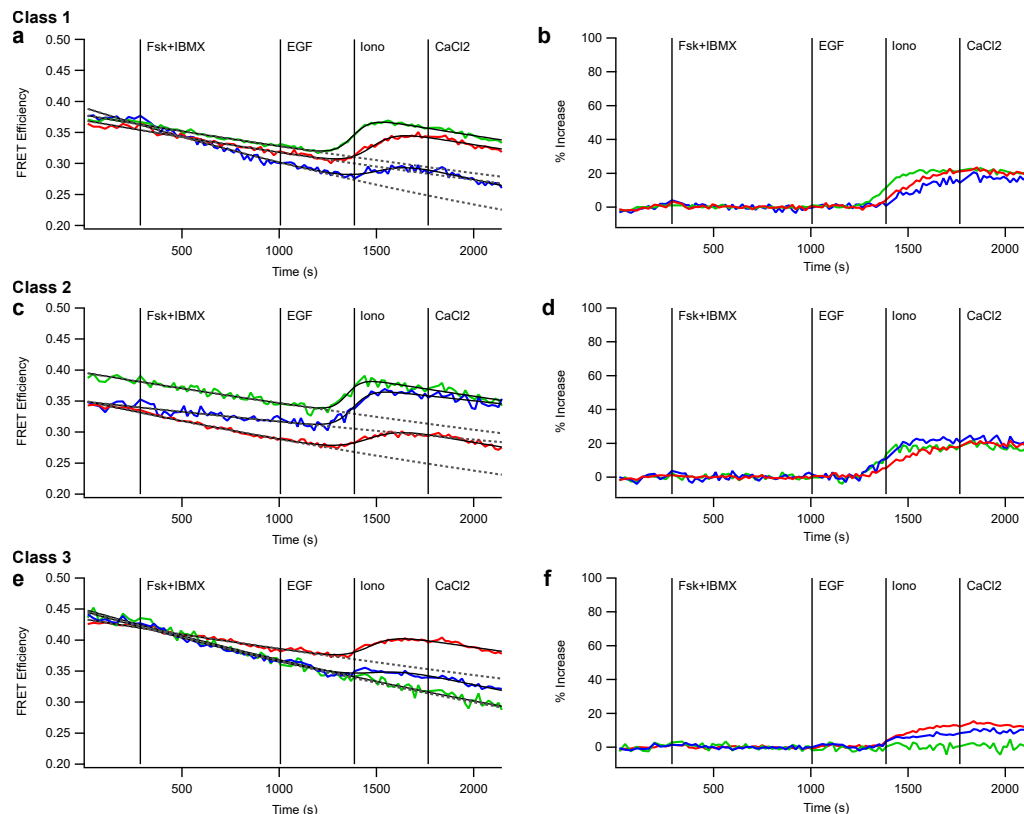 Class 1
a
b
0.50
0.45
0.40
0.35
0.30
0.25
0.20
FRET Efficiency
Fsk+IBMX
EGF
Iono
CaCl2
500
1000
1500
2000
Time (s)
100
80
60
40
20
0
% Increase
Fsk+IBMX
EGF
Iono
CaCl2
500
1000
1500
2000
Time (s)
Class 2
c
d
0.50
0.45
0.40
0.35
0.30
0.25
0.20
FRET Efficiency
Fsk+IBMX
EGF
Iono
CaCl2
500
1000
1500
2000
Time (s)
100
80
60
40
20
0
% Increase
Fsk+IBMX
EGF
Iono
CaCl2
500
1000
1500
2000
Time (s)
Class 3
e
f
0.50
0.45
0.40
0.35
0.30
0.25
0.20
FRET Efficiency
Fsk+IBMX
EGF
Iono
CaCl2
500
1000
1500
2000
Time (s)
100
80
60
40
20
0
% Increase
Fsk+IBMX
EGF
Iono
CaCl2
500
1000
1500
2000
Time (s)